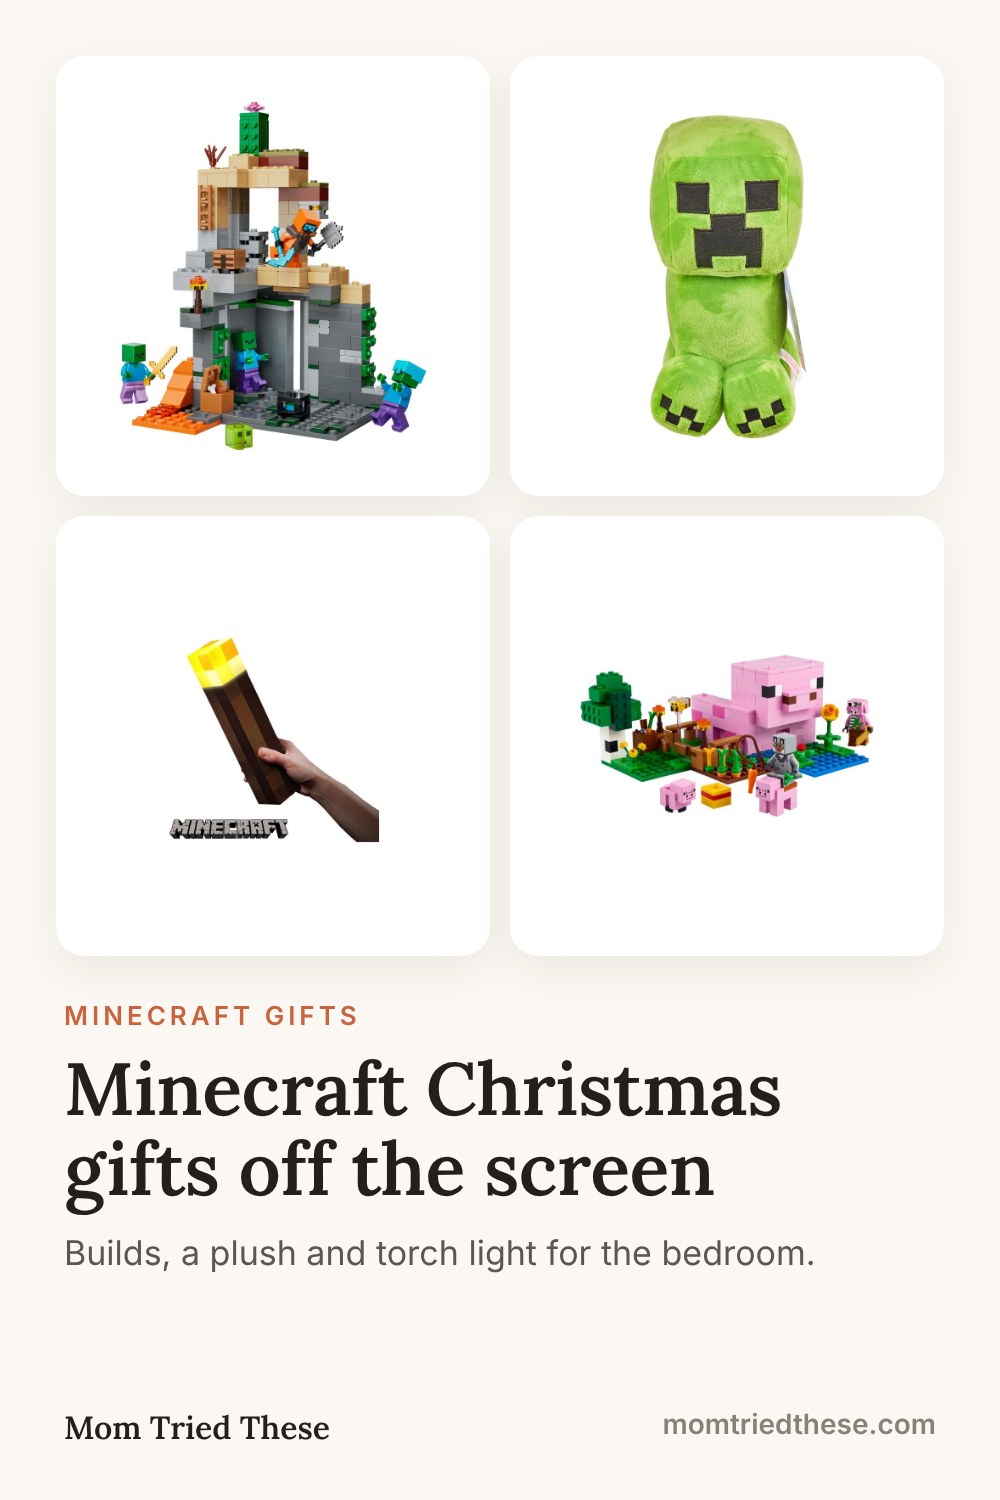 MINECRAFT
MINECRAFT GIFTS
Minecraft Christmas
gifts off the screen
Builds, a plush and torch light for the bedroom.
Mom Tried These
momtriedthese.com